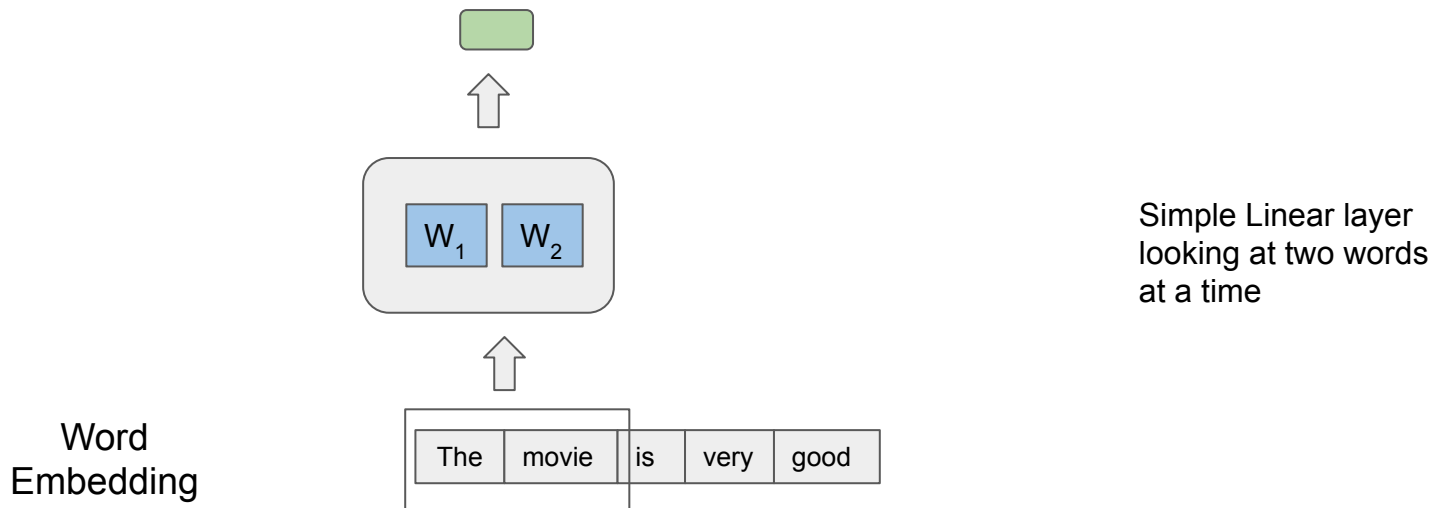 W1 W2
Simple Linear layer
looking at two words
at a time
Word
Embedding
The movie is very good